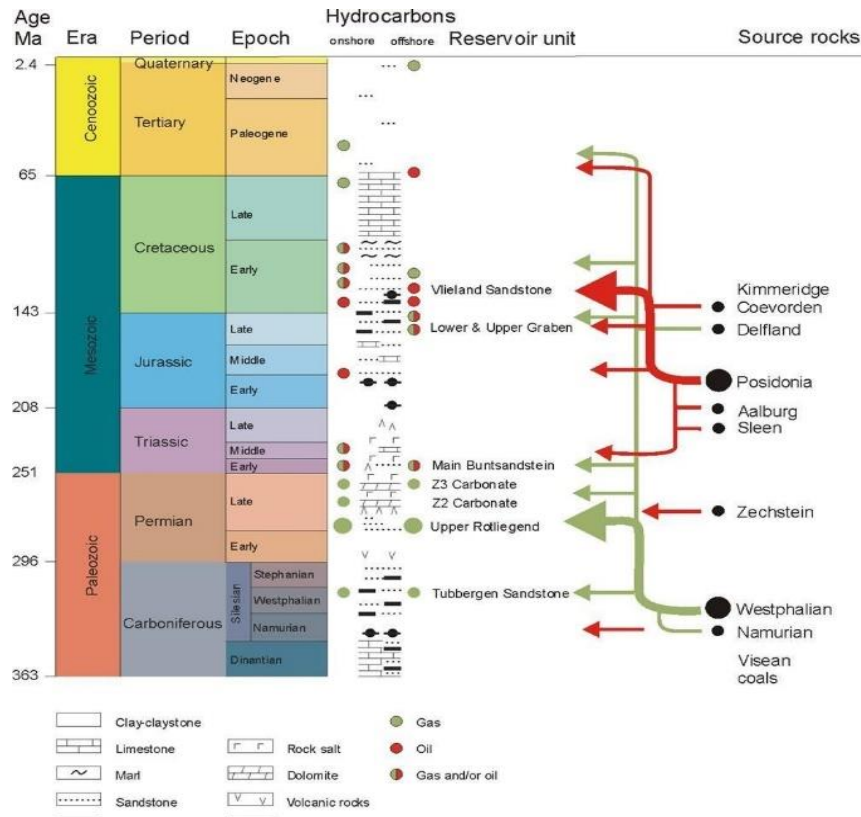 Age
Ma
Era
Period
Epoch
Hydrocarbons
onshore
offshore
Reservoir unit
Source rocks
2.4
65
143
208
251
296
363
Cenoozoic
Mesozoic
Paleozoic
Quaternary
Tertiary
Cretaceous
Jurassic
Triassic
Permian
Carboniferous
Silesian
Neogene
Paleogene
Late
Early
Late
Middle
Early
Late
Middle
Early
Late
Early
Stephanian
Westphalian
Namurian
Dinantian
Vlieland Sandstone
Lower & Upper Graben
Main Buntsandstein
Z3 Carbonate
Z2 Carbonate
Upper Rotliegend
Tubbergen Sandstone
Kimmeridge
Coevorden
Delfland
Posidonia
Aalburg
Sleen
Zechstein
Westphalian
Namurian
Visean
coals
Clay-claystone
Limestone
Marl
Sandstone
Rock salt
Dolomite
Volcanic rocks
Gas
Oil
Gas and/or oil